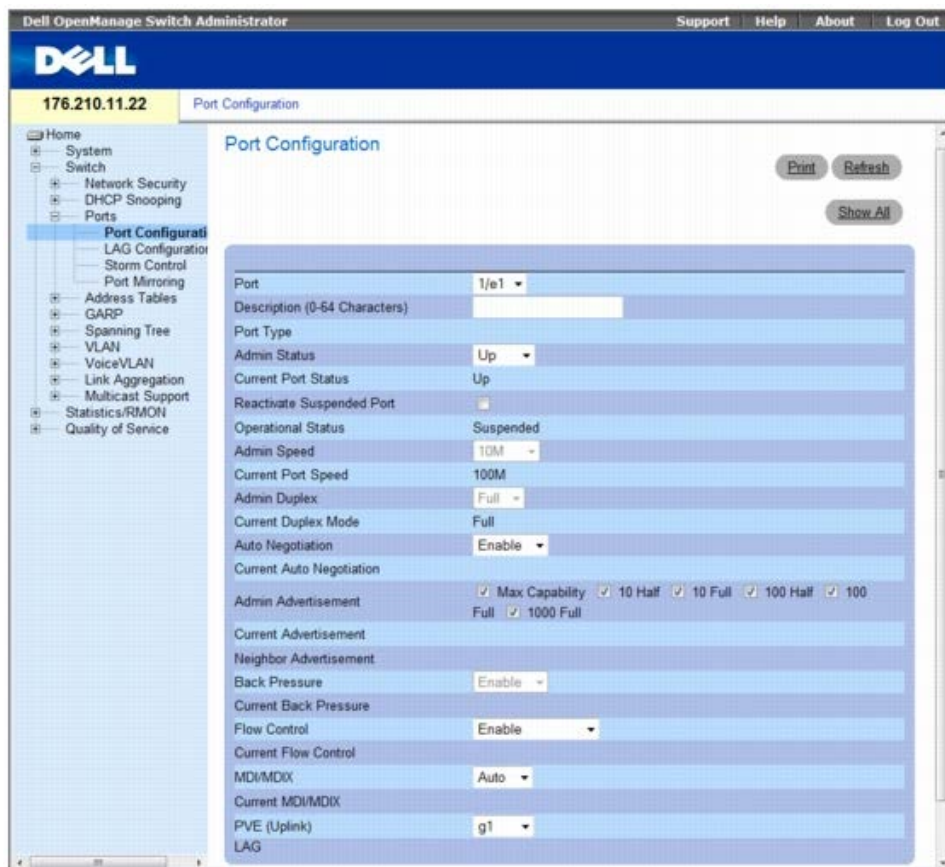 Dell OpenManage Switch Administrator
Support Help About Log Out
DELL
176.210.11.22
Port Configuration
Home
System
Switch
Network Security
DHCP Snooping
Ports
Port Configurati
LAG Configuration
Storm Control
Port Mirroring
Address Tables
GARP
Spanning Tree
VLAN
VoiceVLAN
Link Aggregation
Multicast Support
Statistics/RMON
Quality of Service
Port Configuration
Print Refresh
Show All
Port 1/e1
Description (0-64 Characters)
Port Type
Admin Status Up
Current Port Status Up
Reactivate Suspended Port
Operational Status Suspended
Admin Speed 10M
Current Port Speed 100M
Admin Duplex Full
Current Duplex Mode Full
Auto Negotiation Enable
Current Auto Negotiation
Admin Advertisement Max Capability 10 Half 10 Full 100 Half 100
Full 1000 Full
Current Advertisement
Neighbor Advertisement
Back Pressure Enable
Current Back Pressure
Flow Control Enable
Current Flow Control
MDI/MDIX Auto
Current MDI/MDIX
PVE (Uplink) g1
LAG